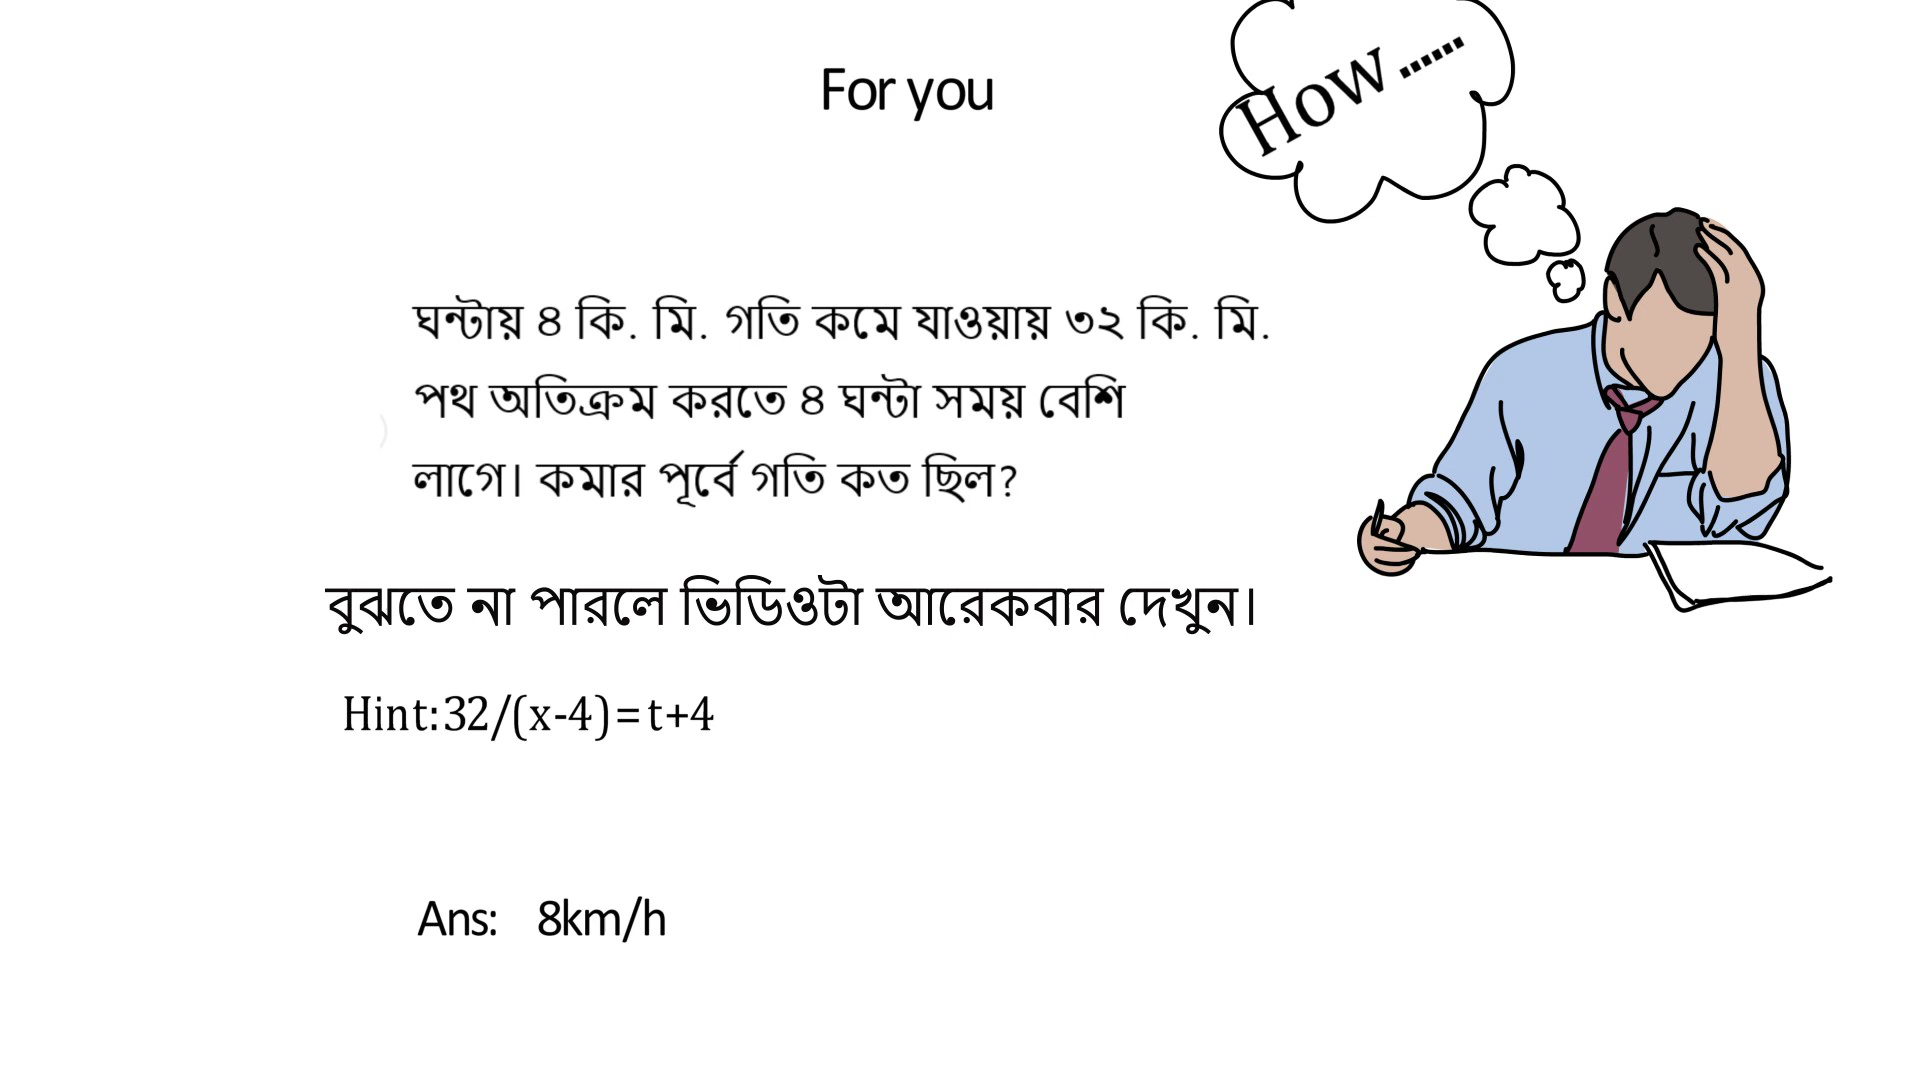 For you
How......
ঘন্টায় ৪ কি. মি. গতি কমে যাওয়ায় ৩২ কি. মি.
পথ অতিক্রম করতে ৪ ঘন্টা সময় বেশি
লাগে। কমার পূর্বে গতি কত ছিল?
বুঝতে না পারলে ভিডিওটা আরেকবার দেখুন।
Hint:32/(x-4)=t+4
Ans: 8km/h